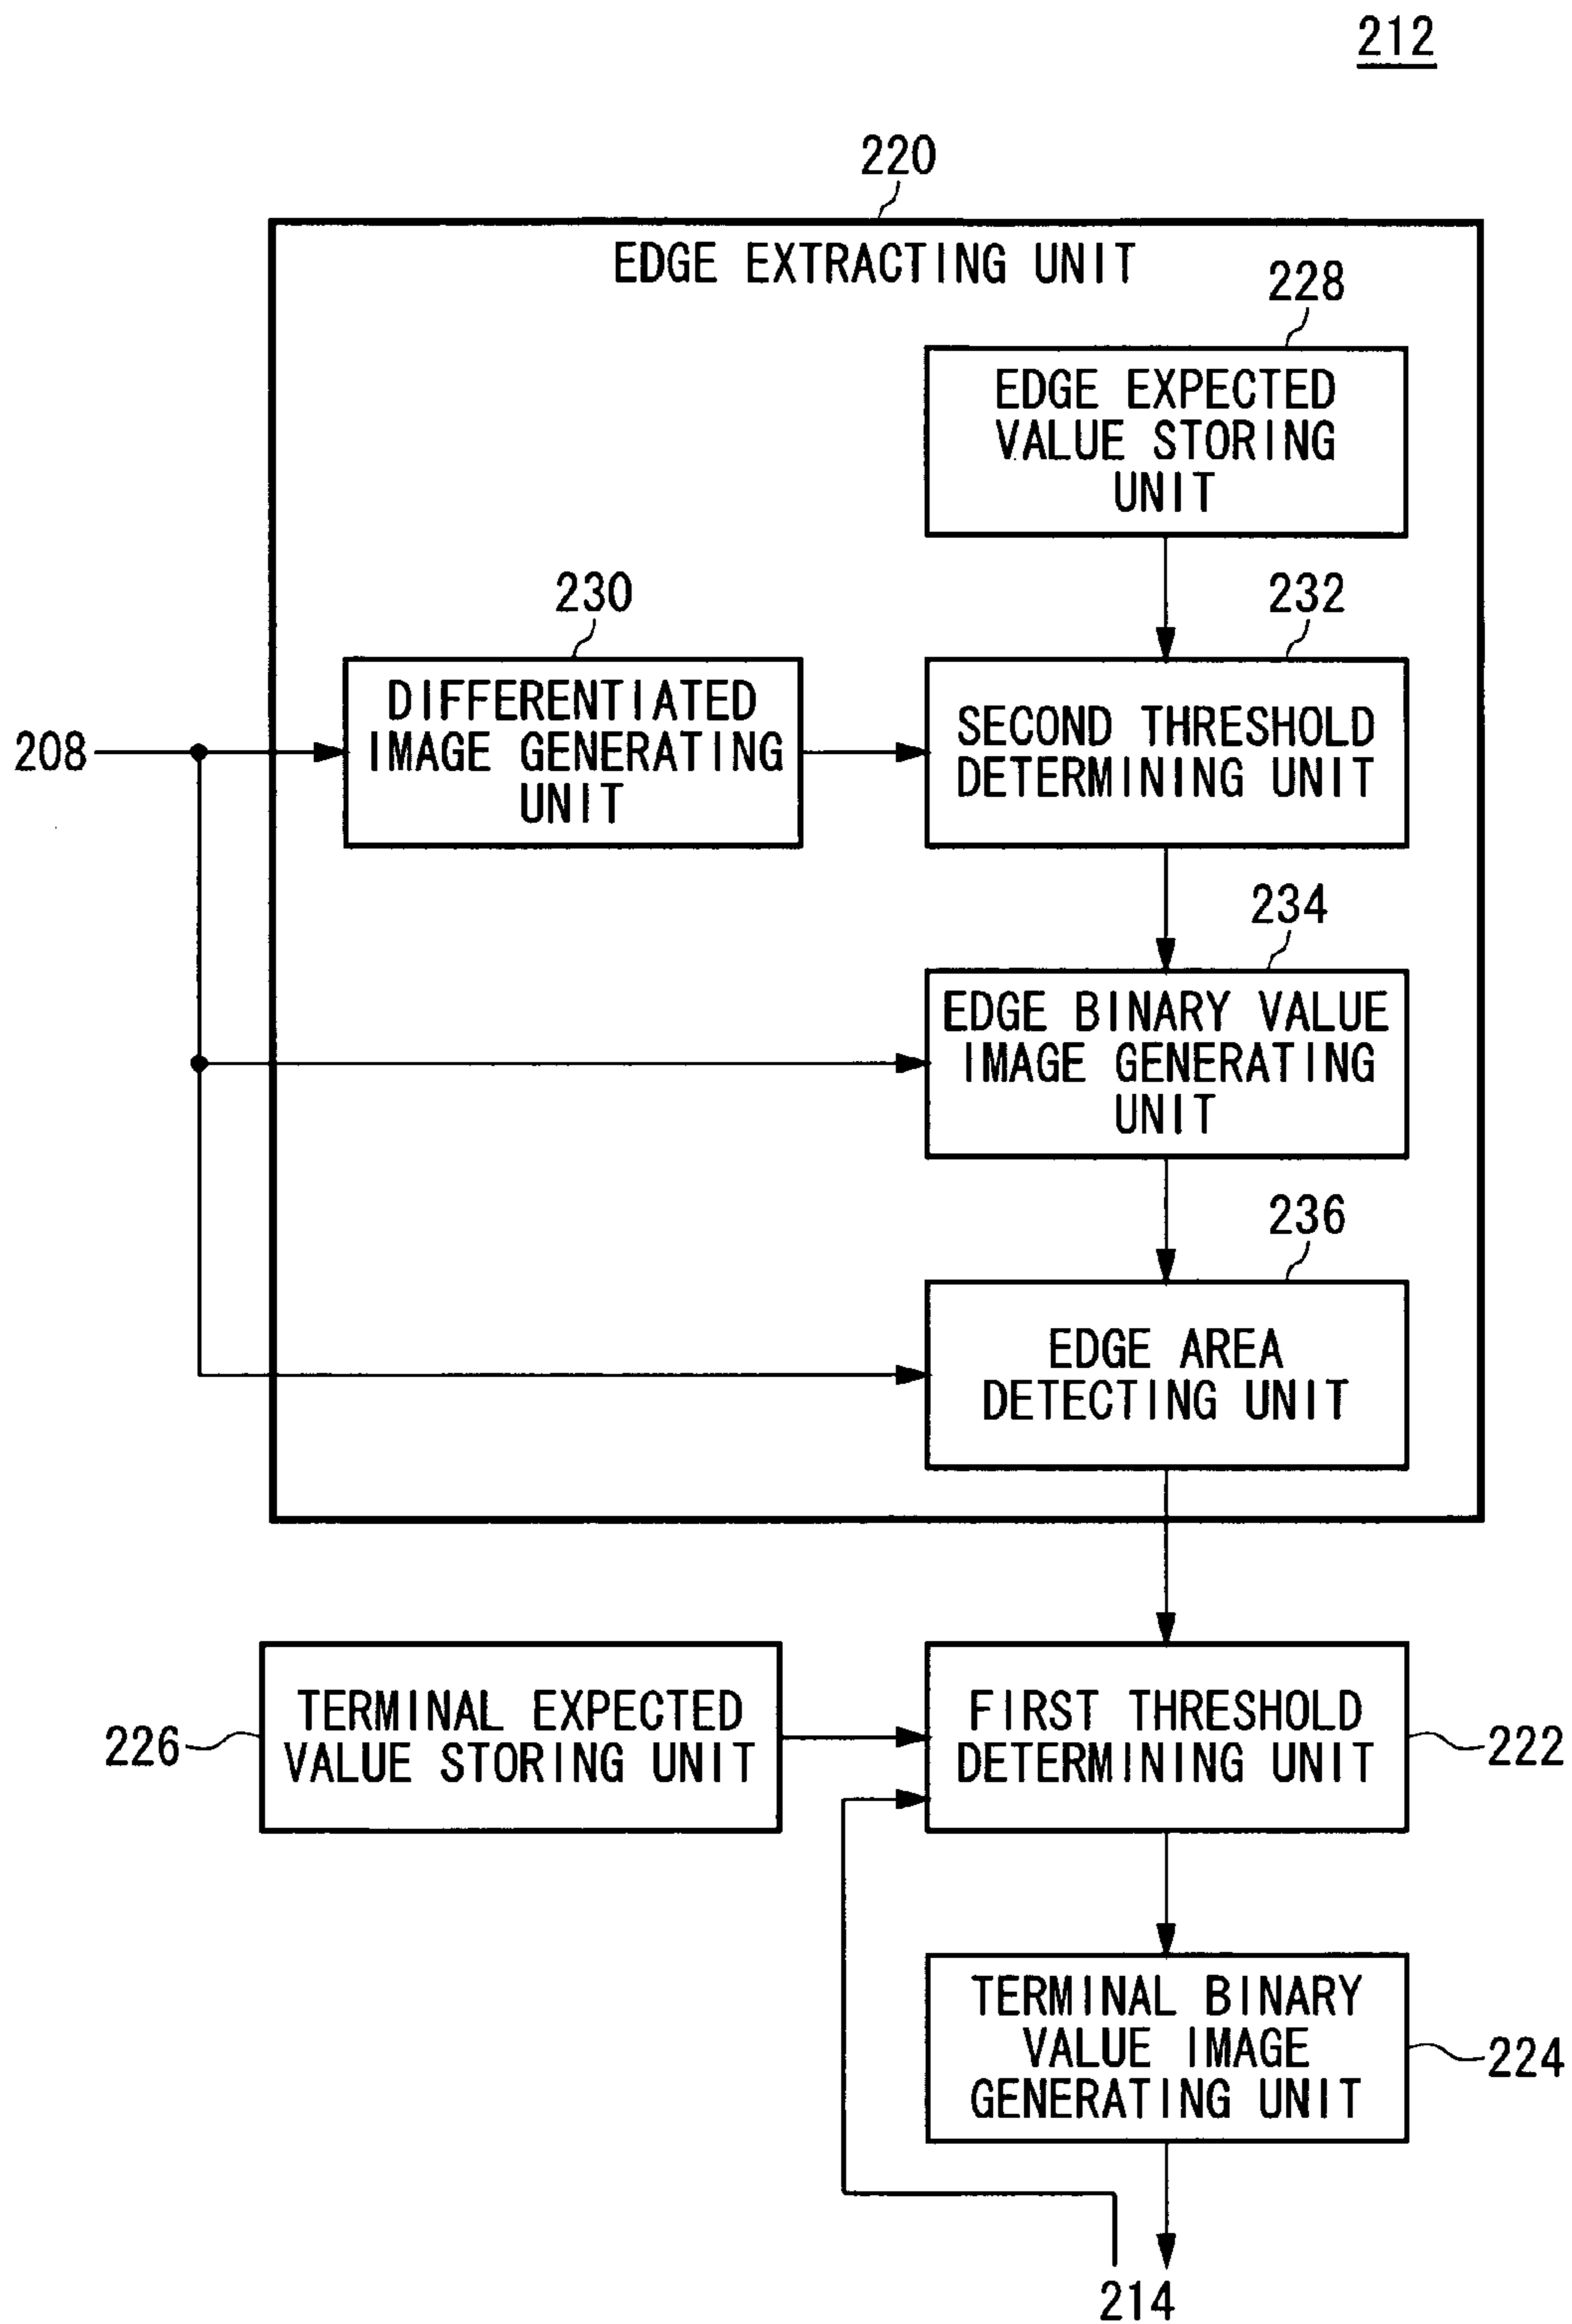 212
220
EDGE EXTRACTING UNIT
228
EDGE EXPECTED
VALUE STORING
UNIT
230
232
DIFFERENTIATED
IMAGE GENERATING
UNIT
SECOND THRESHOLD
DETERMINING UNIT
208
234
EDGE BINARY VALUE
IMAGE GENERATING
UNIT
236
EDGE AREA
DETECTING UNIT
226
TERMINAL EXPECTED
VALUE STORING UNIT
FIRST THRESHOLD
DETERMINING UNIT
222
TERMINAL BINARY
VALUE IMAGE
GENERATING UNIT
224
214